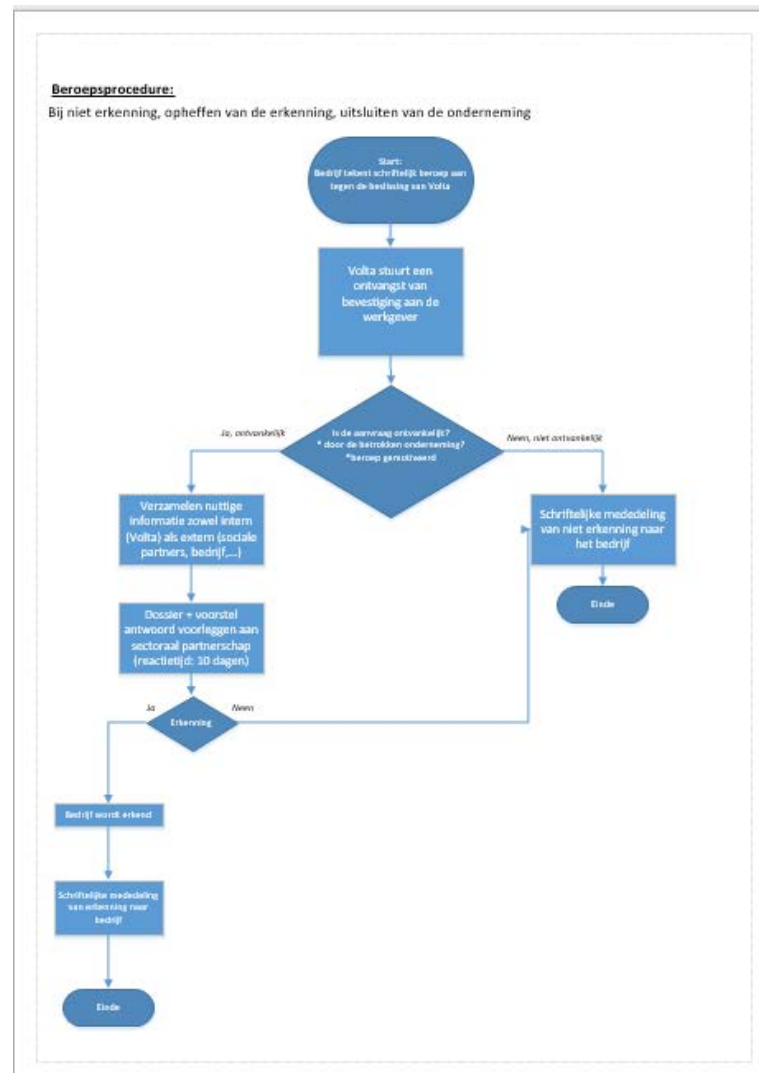 Beroepsprocedure:
Bij niet erkenning, opheffen van de erkenning, uitsluiten van de onderneming
Start:
Bedrijf tekent schriftelijk beroep aan
tegen de beslissing van Volta
Volta stuurt een
ontvangst van
bevestiging aan de
werkgever
Is de aanvraag ontvankelijk?
* door de betrokken onderneming?
*beroep gemotiveerd
Ja, ontvankelijk
Neen, niet ontvankelijk
Verzamelen nuttige
informatie zowel intern
(Volta) als extern (sociale
partners, bedrijf,...)
Schriftelijke mededeling
van niet erkenning naar
het bedrijf
Einde
Dossier + voorstel
antwoord voorleggen aan
sectoraal partnerschap
(reactietijd: 10 dagen)
Ja
Neen
Erkenning
Bedrijf wordt erkend
Schriftelijke mededeling
van erkenning naar
bedrijf
Einde